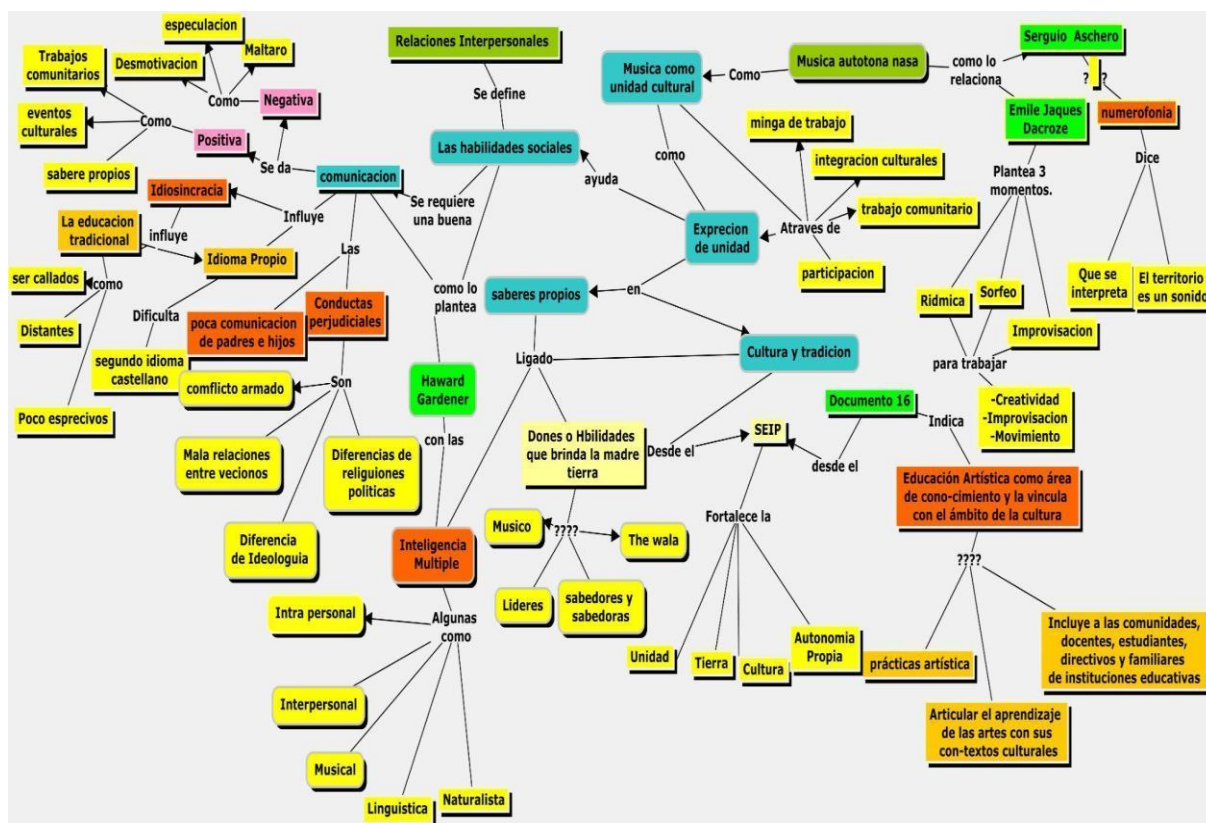 especulacion
Maltaro
Desmotivacion
Trabajos
comunitarios
Como
Negativa
eventos
culturales
Como
Positiva
Se da
sabere propios
Relaciones Interpersonales
Se define
Las habilidades sociales
Se requiere
una buena
comunicacion
Idiosincracia
Influye
La educacion
tradicional
influye
Idioma Propio
como
ser callados
Distantes
Poco esprecivos
Dificulta
segundo idioma
castellano
Las
poca comunicacion
de padres e hijos
Conductas
perjudiciales
Son
comflicto armado
Mala relaciones
entre vecionos
Diferencia
de Ideologuia
Diferencias de
religuiones
politicas
como lo
plantea
Haward
Gardener
con las
Inteligencia
Multiple
Algunas
como
Intra personal
Interpersonal
Musical
Linguistica
Naturalista
Musica autotona nasa
Como
Musica como
unidad cultural
como
ayuda
Exprecion
de unidad
Atraves de
minga de trabajo
integracion culturales
trabajo comunitario
participacion
en
saberes propios
Cultura y tradicion
Ligado
Dones o Hbilidades
que brinda la madre
tierra
????
Musico
The wala
Lideres
sabedores y
sabedoras
Desde el
SEIP
desde el
Documento 16
Fortalece la
Unidad
Tierra
Cultura
Autonomia
Propia
Indica
Educación Artística como área
de cono-cimiento y la vincula
con el ámbito de la cultura
????
prácticas artística
Articular el aprendizaje
de las artes con sus
con-textos culturales
Incluye a las comunidades,
docentes, estudiantes,
directivos y familiares
de instituciones educativas
como lo
relaciona
Serguio Aschero
? ?
numerofonia
Dice
Que se
interpreta
El territorio
es un sonido
Emile Jaques
Dacroze
Plantea 3
momentos.
Ridmica
Sorfeo
Improvisacion
para trabajar
-Creatividad
-Improvisacion
-Movimiento